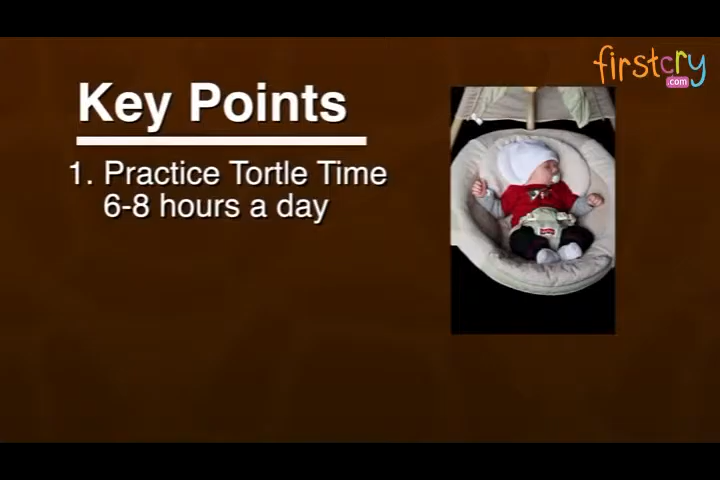 firstcry
.com
Key Points
1. Practice Tortle Time
6-8 hours a day